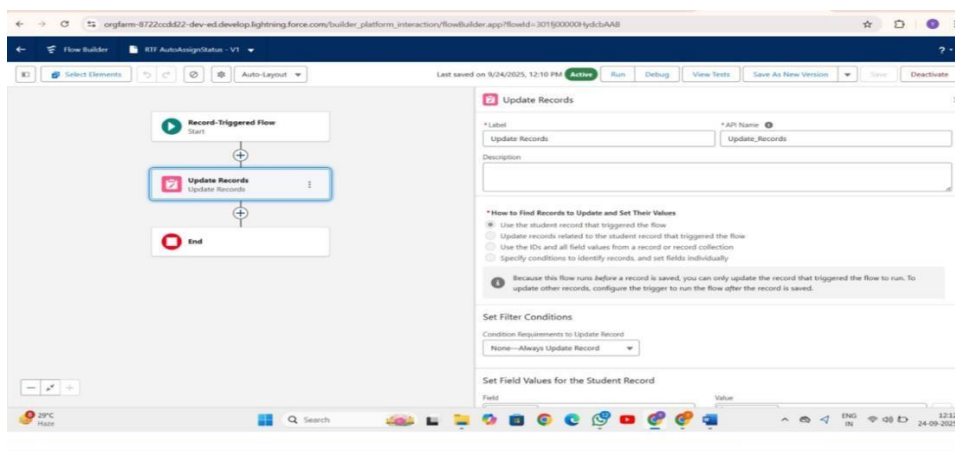 orgfarm-8722ccdd22-dev-ed.develop.lightning.force.com/builder_platform_interaction/flowBuilder.app?flowId=301fj00000HydcbAAB
Flow Builder RTF AutoAssignStatus - V1 ?
Select Elements Auto-Layout Last saved on 9/24/2025, 12:10 PM Active Run Debug View Tests Save As New Version Save Deactivate
Record-Triggered Flow
Start
Update Records
Update Records
End
Update Records
*Label
Update Records
*API Name
Update_Records
Description
*How to Find Records to Update and Set Their Values
Use the student record that triggered the flow
Update records related to the student record that triggered the flow
Use the IDs and all field values from a record or record collection
Specify conditions to identify records, and set fields individually
Because this flow runs before a record is saved, you can only update the record that triggered the flow to run. To
update other records, configure the trigger to run the flow after the record is saved.
Set Filter Conditions
Condition Requirements to Update Record
None—Always Update Record
Set Field Values for the Student Record
Field Value
29°C
Haze
Search
ENG
IN
12:12
24-09-2025